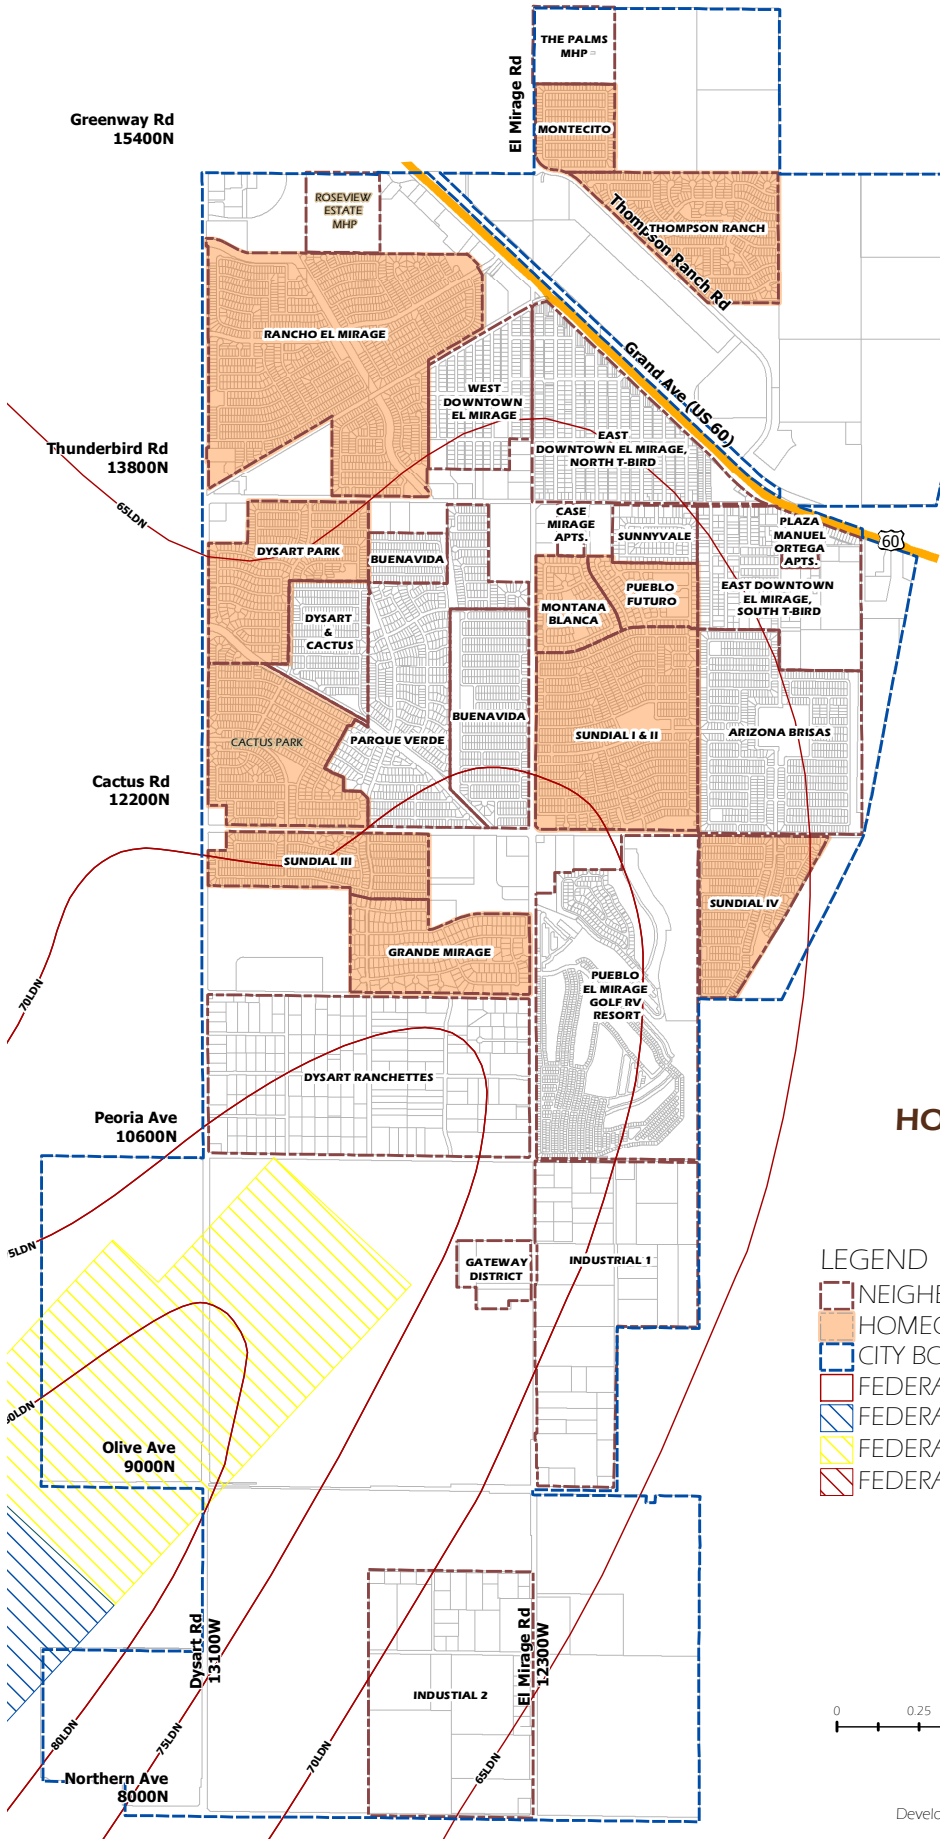 THE PALMS
MHP
El Mirage Rd
Greenway Rd
15400N
MONTECITO
ROSEVIEW
ESTATE
MHP
Thompson Ranch Rd
THOMPSON RANCH
RANCHO EL MIRAGE
Grand Ave (US 60)
WEST
DOWNTOWN
EL MIRAGE
EAST
DOWNTOWN EL MIRAGE,
NORTH T-BIRD
Thunderbird Rd
13800N
65LDN
CASE
MIRAGE
APTS.
SUNNYVALE
PLAZA
MANUEL
ORTEGA
APTS.
60
DYSART PARK
BUENAVIDA
PUEBLO
FUTURO
EAST DOWNTOWN
EL MIRAGE,
SOUTH T-BIRD
MONTANA
BLANCA
DYSART
&
CACTUS
BUENAVIDA
CACTUS PARK
PARQUE VERDE
SUNDIAL I & II
ARIZONA BRISAS
Cactus Rd
12200N
SUNDIAL III
SUNDIAL IV
GRANDE MIRAGE
PUEBLO
EL MIRAGE
GOLF RV
RESORT
70LDN
DYSART RANCHETTES
Peoria Ave
10600N
HO
5LDN
GATEWAY
DISTRICT
INDUSTRIAL 1
LEGEND
NEIGHB
HOMEO
CITY BO
FEDERA
FEDERA
FEDERA
FEDERA
0LDN
Olive Ave
9000N
Dysart Rd
13100W
El Mirage Rd
12300W
INDUSTIAL 2
0 0.25
80LDN
75LDN
70LDN
65LDN
Northern Ave
8000N
Develo